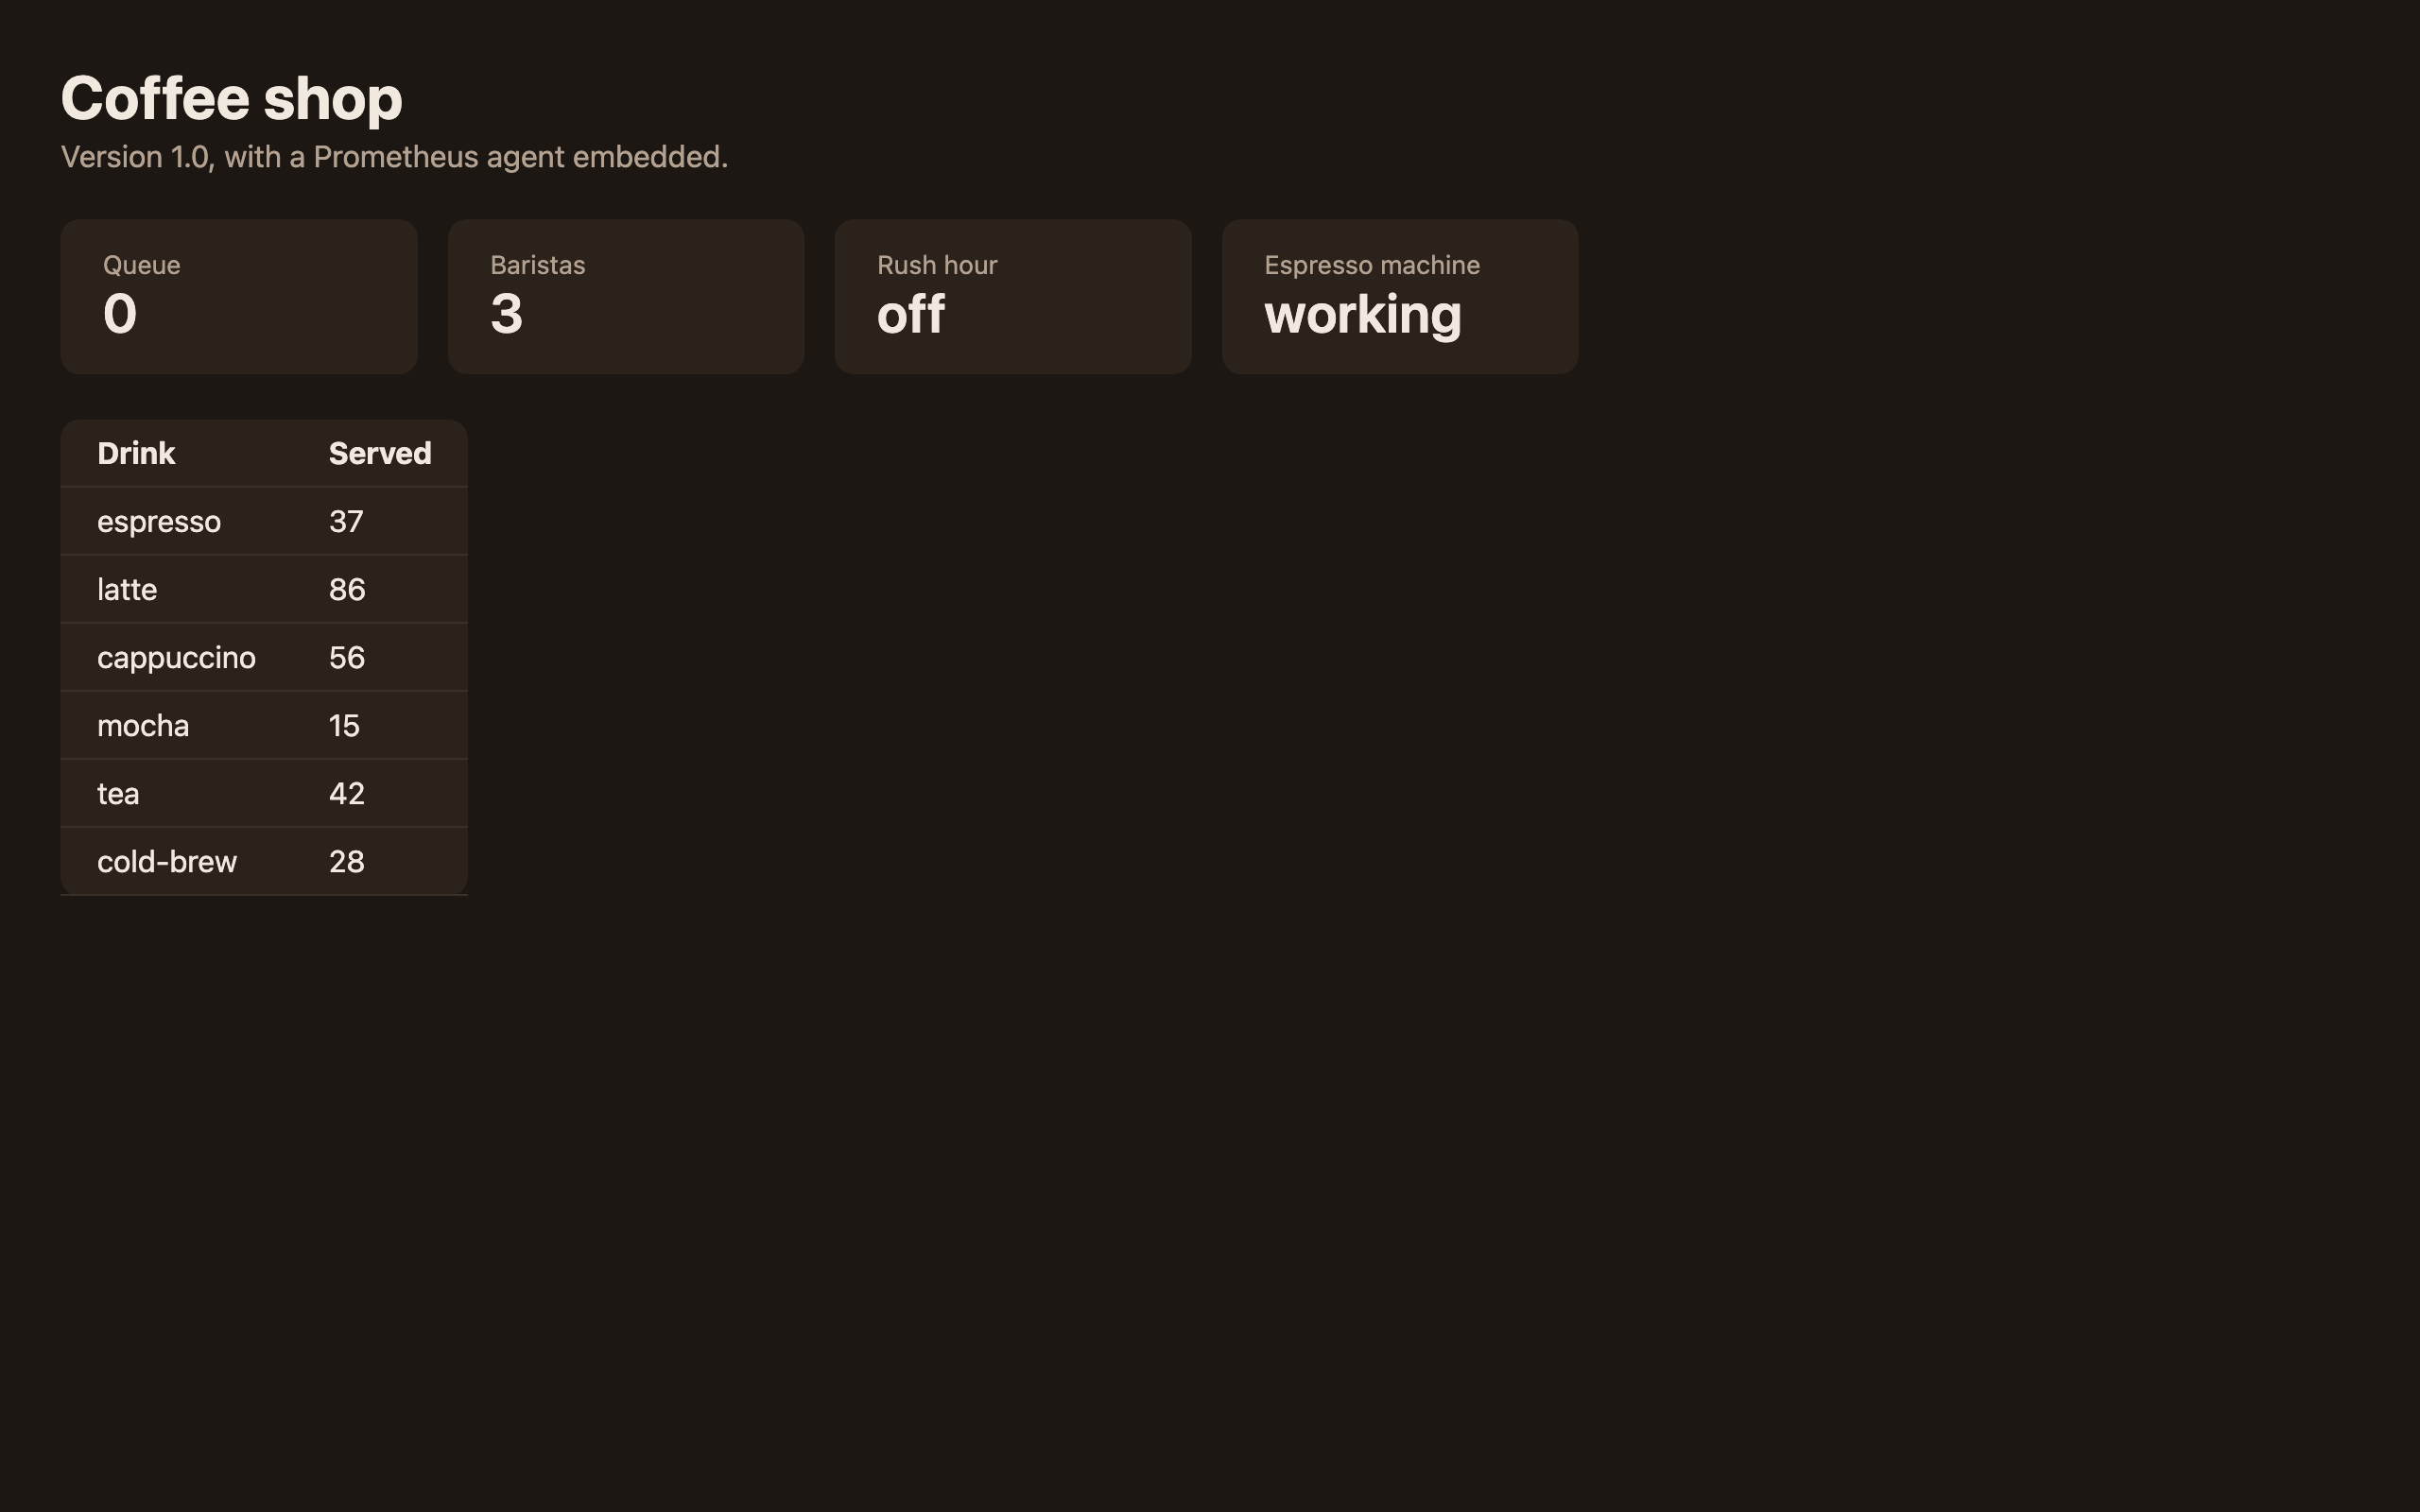 Coffee shop
Version 1.0, with a Prometheus agent embedded.
Queue
0
Baristas
3
Rush hour
off
Espresso machine
working
Drink Served
espresso 37
latte 86
cappuccino 56
mocha 15
tea 42
cold-brew 28